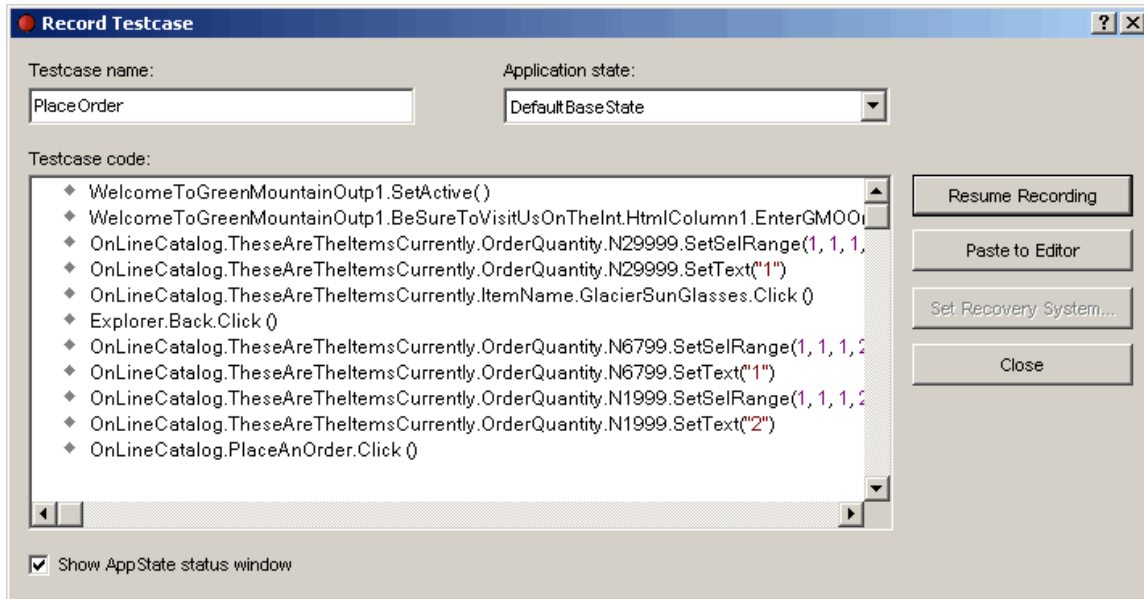 Record Testcase
Testcase name:
Application state:
PlaceOrder
DefaultBaseState
Testcase code:
WelcomeToGreenMountainOutp1.SetActive()
WelcomeToGreenMountainOutp1.BeSureToVisitUsOnTheInt.HtmlColumn1.EnterGMOO
OnLineCatalog.TheseAreTheItemsCurrently.OrderQuantity.N29999.SetSelRange(1, 1, 1,
OnLineCatalog.TheseAreTheItemsCurrently.OrderQuantity.N29999.SetText("1")
OnLineCatalog.TheseAreTheItemsCurrently.ItemName.GlacierSunGlasses.Click ()
Explorer.Back.Click ()
OnLineCatalog.TheseAreTheItemsCurrently.OrderQuantity.N6799.SetSelRange(1, 1, 1, 2
OnLineCatalog.TheseAreTheItemsCurrently.OrderQuantity.N6799.SetText("1")
OnLineCatalog.TheseAreTheItemsCurrently.OrderQuantity.N1999.SetSelRange(1, 1, 1, 2
OnLineCatalog.TheseAreTheItemsCurrently.OrderQuantity.N1999.SetText("2")
OnLineCatalog.PlaceAnOrder.Click ()
Resume Recording
Paste to Editor
Set Recovery System...
Close
Show AppState status window